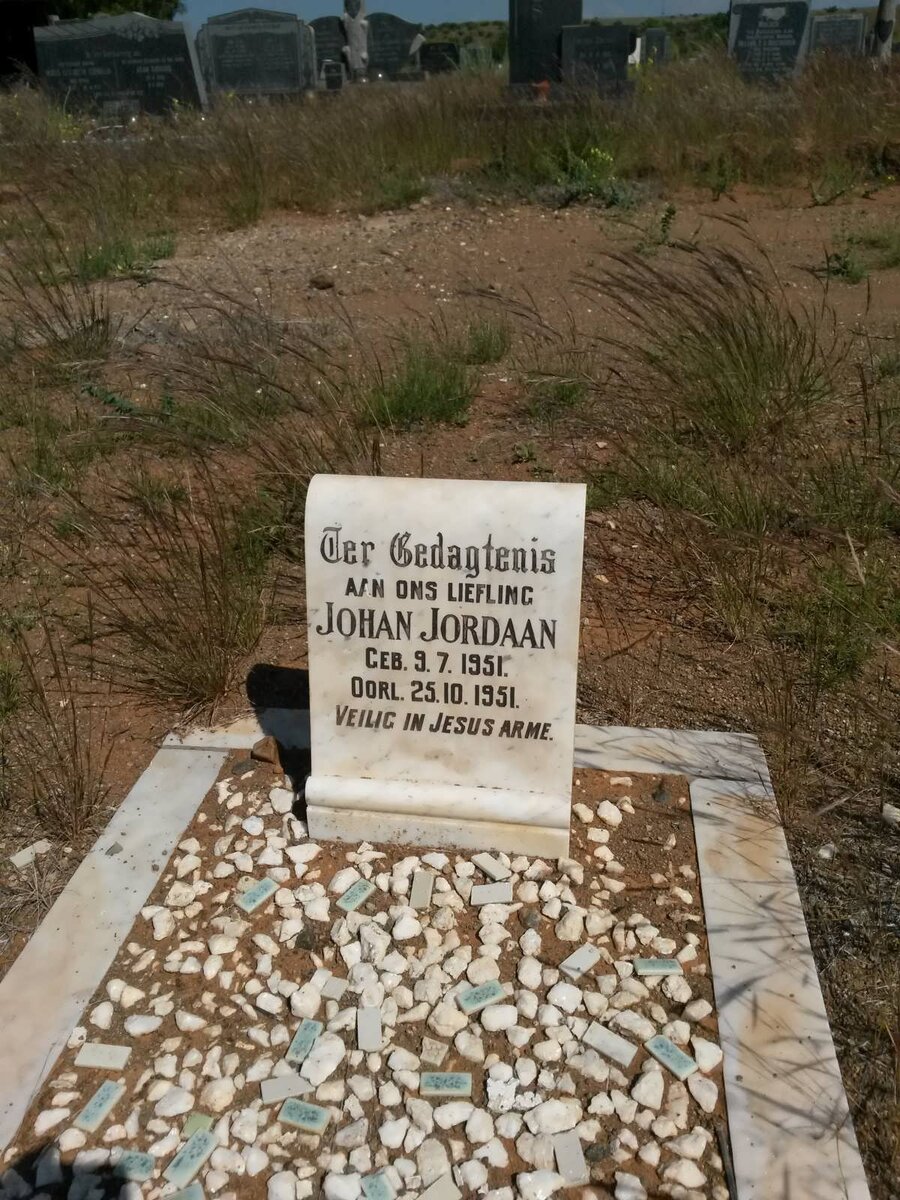 Ter Gedagtenis
AAN ONS LIEFLING
JOHAN JORDAAN
GEB. 9. 7. 1951.
OORL. 25. 10. 1951.
VEILIG IN JESUS ARME.